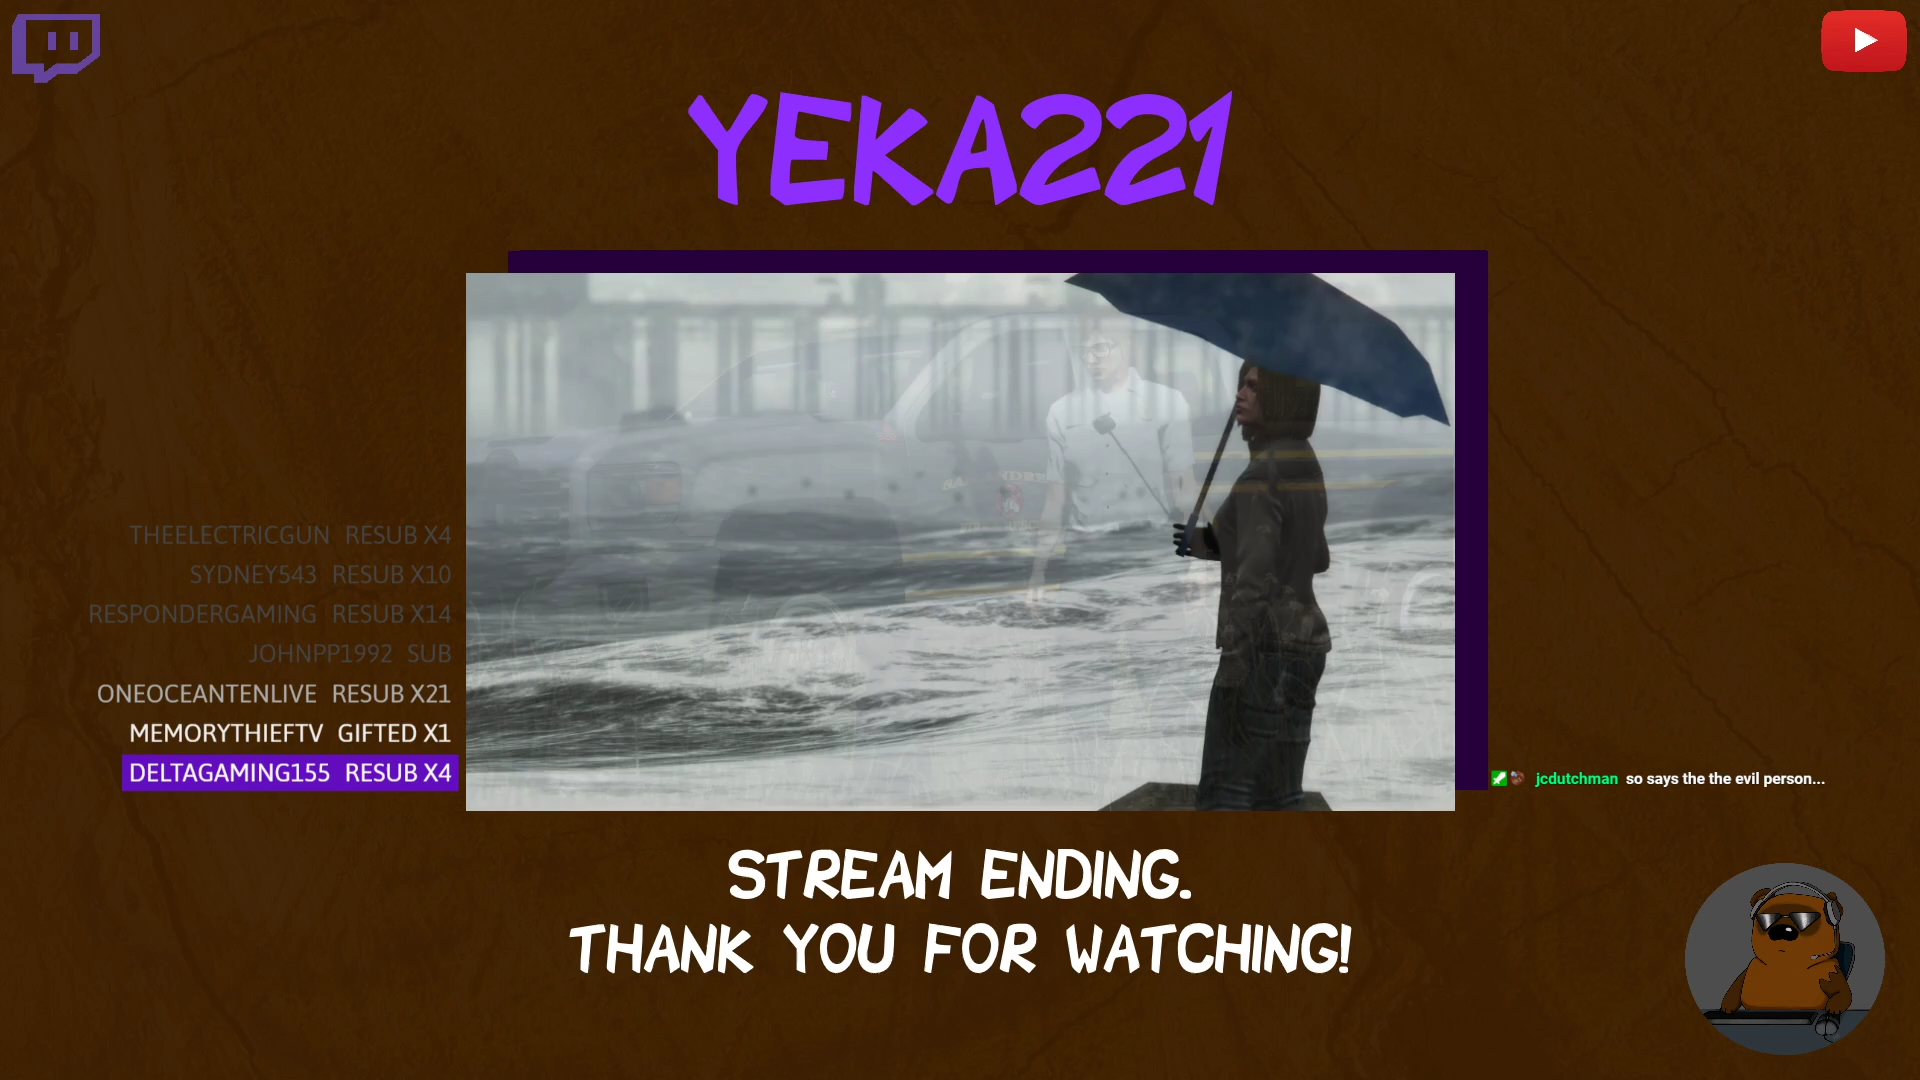 YEKA221
THEELECTRICGUN RESUB X4
SYDNEY543 RESUB X10
RESPONDERGAMING RESUB X14
JOHNPP1992 SUB
ONEOCEANTENLIVE RESUB X21
MEMORYTHIEFTV GIFTED X1
DELTAGAMING155 RESUB X4
jcdutchman so says the the evil person...
STREAM ENDING.
THANK YOU FOR WATCHING!